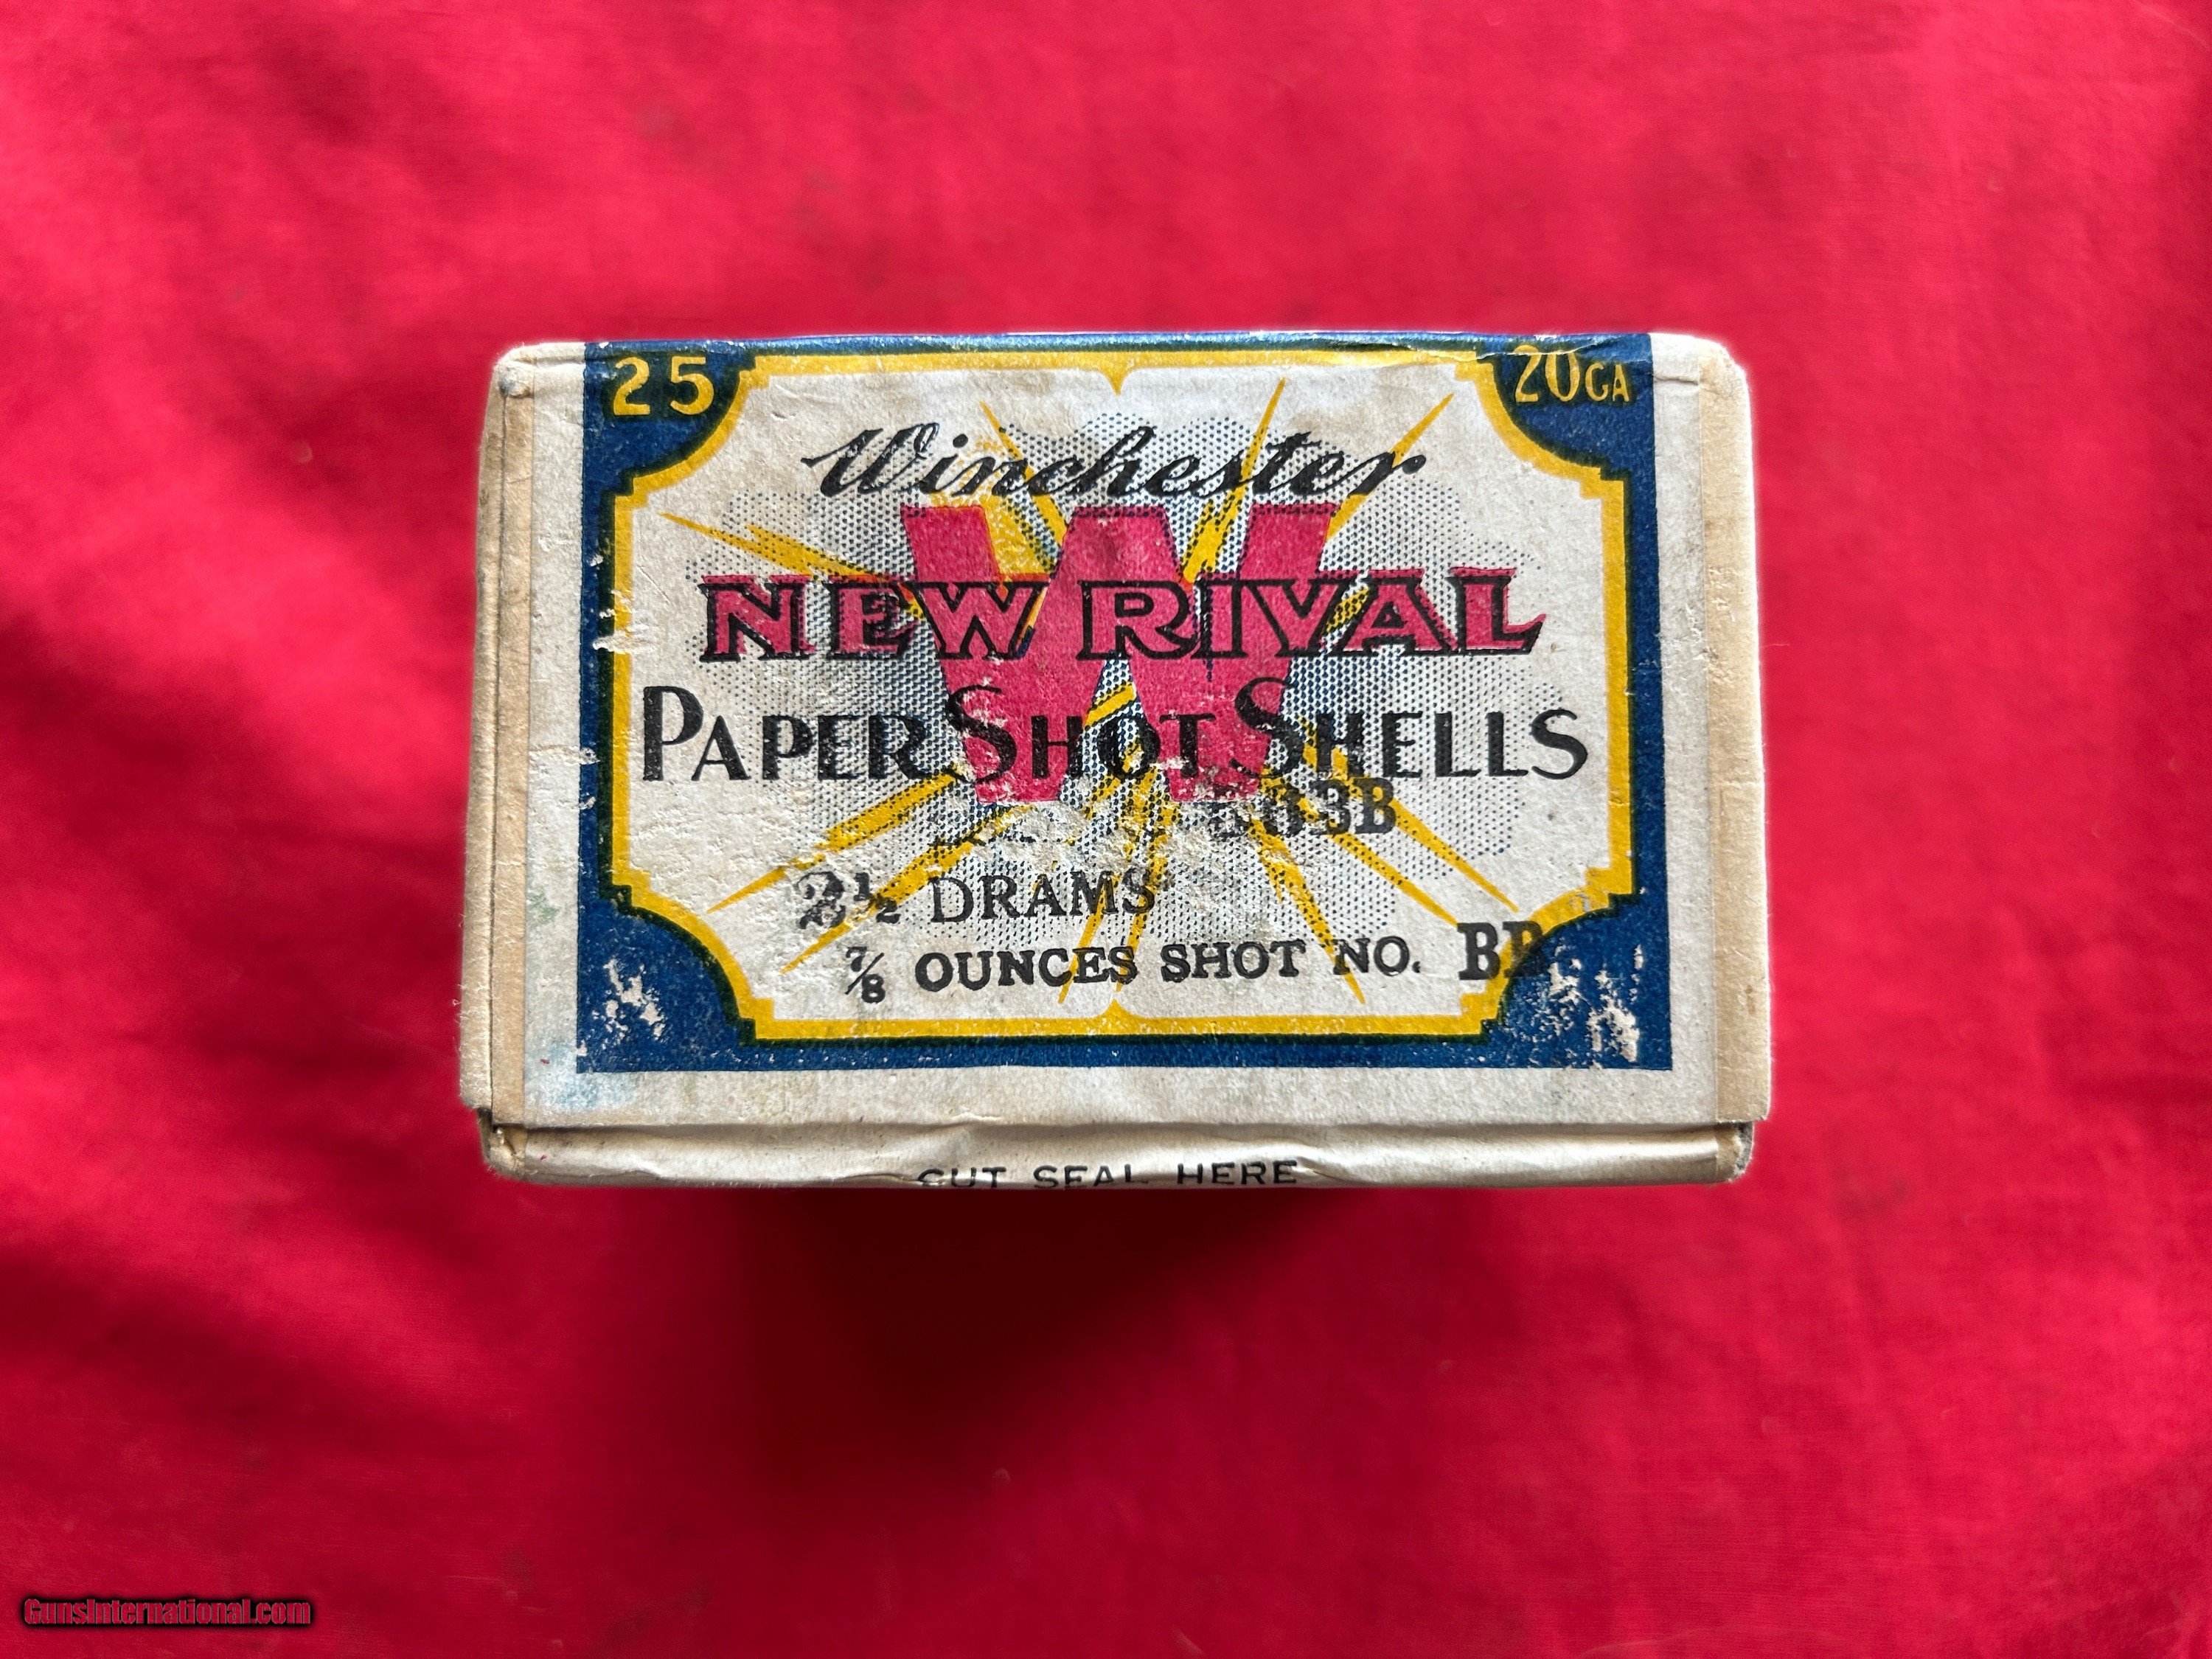 25 20GA
Winchester
W
NEW RIVAL
PAPER SHOT SHELLS
2½ DRAMS
⅞ OUNCES SHOT NO. BB
CUT SEAL HERE
GunsInternational.com